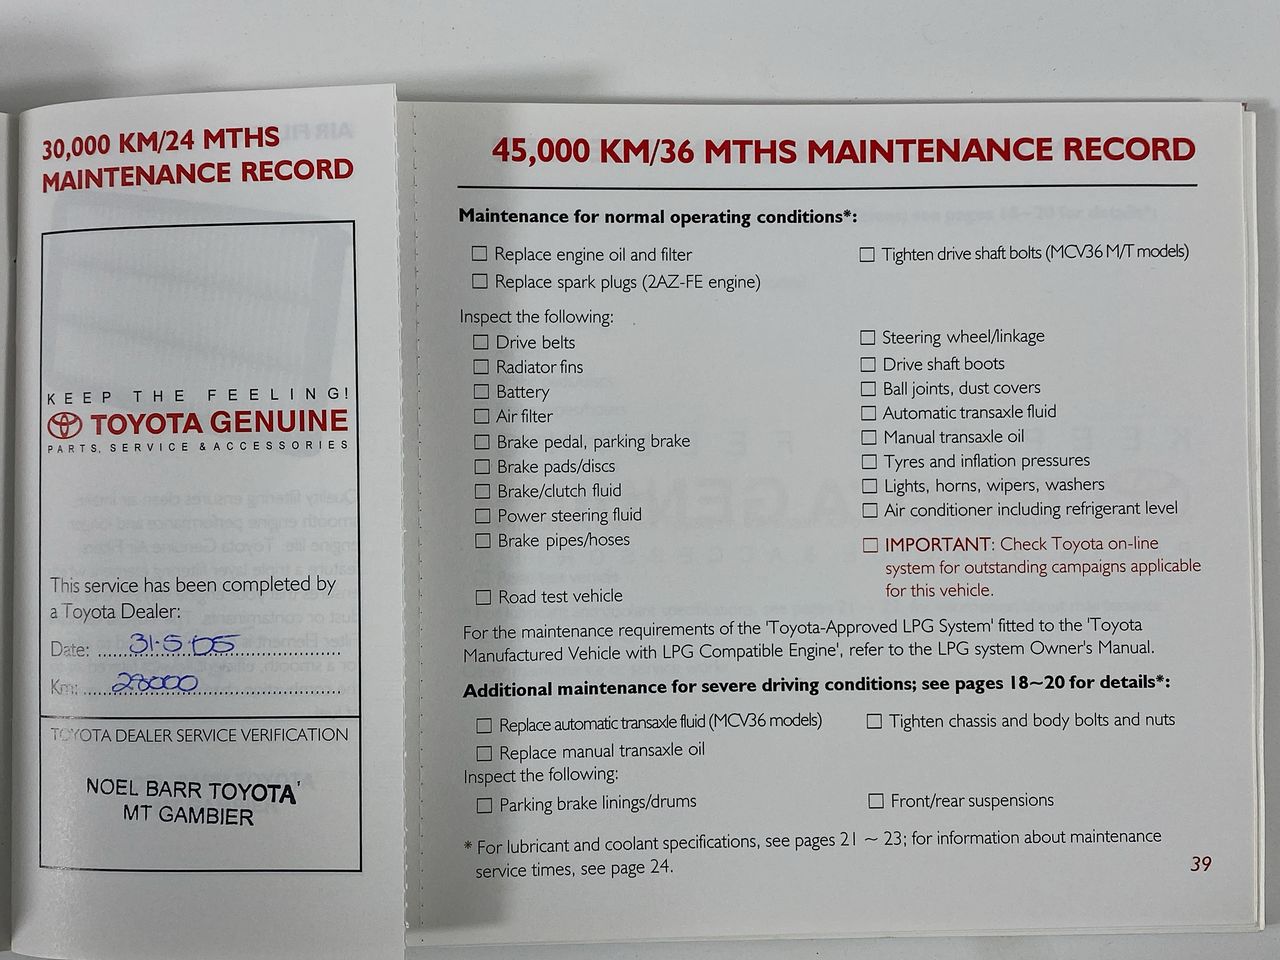 30,000 KM/24 MTHS
MAINTENANCE RECORD
KEEP THE FEELING!
TOYOTA GENUINE
PARTS, SERVICE & ACCESSORIES
This service has been completed by
a Toyota Dealer:
Date: 31·5·05
Km: 28000
TOYOTA DEALER SERVICE VERIFICATION
NOEL BARR TOYOTA
MT GAMBIER
45,000 KM/36 MTHS MAINTENANCE RECORD
Maintenance for normal operating conditions*:
Replace engine oil and filter
Replace spark plugs (2AZ-FE engine)
Tighten drive shaft bolts (MCV36 M/T models)
Inspect the following:
Drive belts
Radiator fins
Battery
Air filter
Brake pedal, parking brake
Brake pads/discs
Brake/clutch fluid
Power steering fluid
Brake pipes/hoses
Road test vehicle
Steering wheel/linkage
Drive shaft boots
Ball joints, dust covers
Automatic transaxle fluid
Manual transaxle oil
Tyres and inflation pressures
Lights, horns, wipers, washers
Air conditioner including refrigerant level
IMPORTANT: Check Toyota on-line
system for outstanding campaigns applicable
for this vehicle.
For the maintenance requirements of the 'Toyota-Approved LPG System' fitted to the 'Toyota
Manufactured Vehicle with LPG Compatible Engine', refer to the LPG system Owner's Manual.
Additional maintenance for severe driving conditions; see pages 18~20 for details*:
Replace automatic transaxle fluid (MCV36 models)
Replace manual transaxle oil
Tighten chassis and body bolts and nuts
Inspect the following:
Parking brake linings/drums
Front/rear suspensions
* For lubricant and coolant specifications, see pages 21 ~ 23; for information about maintenance
service times, see page 24.
39